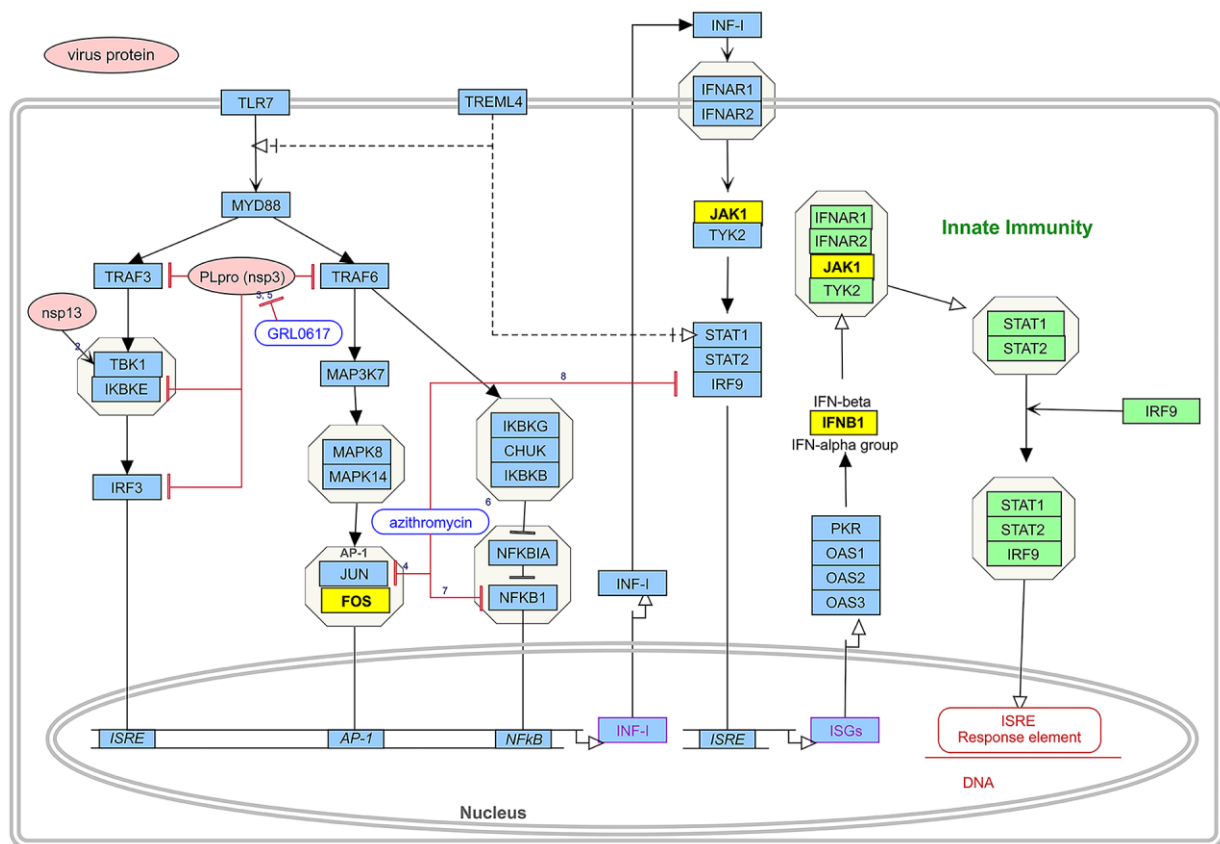 virus protein
INF-I
IFNAR1
IFNAR2
TLR7
TREML4
MYD88
JAK1
TYK2
IFNAR1
IFNAR2
JAK1
TYK2
Innate Immunity
TRAF3
PLpro (nsp3)
TRAF6
3, 5
nsp13
GRL0617
2
TBK1
IKBKE
MAP3K7
STAT1
STAT2
IRF9
8
STAT1
STAT2
IFN-beta
IFNB1
IFN-alpha group
IRF9
IKBKG
CHUK
IKBKB
MAPK8
MAPK14
IRF3
6
azithromycin
STAT1
STAT2
IRF9
PKR
OAS1
OAS2
OAS3
AP-1
JUN
FOS
4
7
NFKBIA
NFKB1
INF-I
ISRE
AP-1
NFkB
INF-I
ISRE
ISGs
ISRE
Response element
DNA
Nucleus